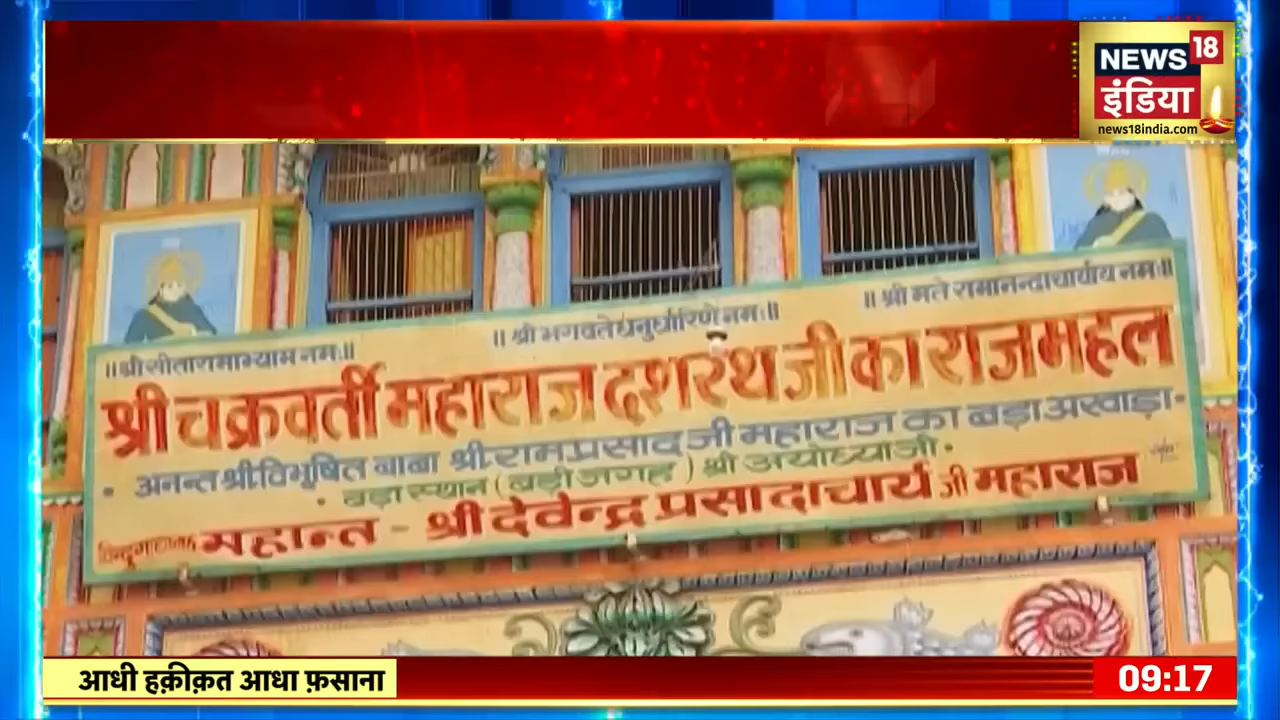 NEWS 18
इंडिया
news18india.com
॥ श्री सीतारामाभ्याम नमः ॥
॥ श्री भगवते धनुर्धारिणे नमः ॥
॥ श्री मते रामानन्दाचार्याय नमः ॥
श्री चक्रवर्ती महाराज दशरथ जी का राजमहल
• अनन्त श्री विभूषित बाबा श्री रामप्रसाद जी महाराज का बड़ा अखाड़ा •
• बड़ा स्थान (बड़ी जगह) श्री अयोध्याजी •
महान्त - श्री देवेन्द्र प्रसादाचार्य जी महाराज
आधी हक़ीक़त आधा फ़साना
09:17